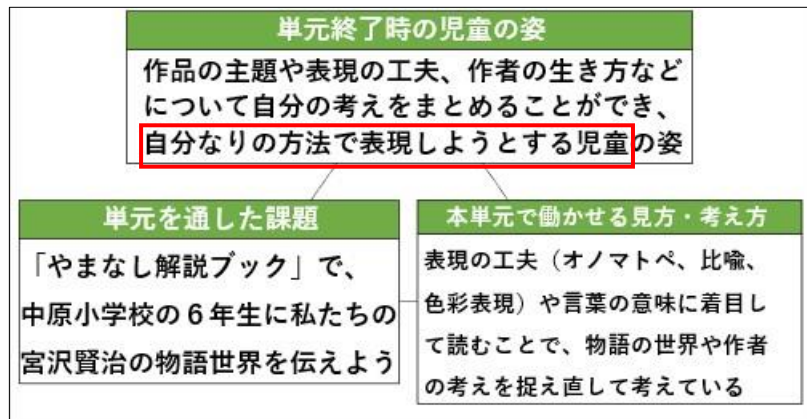 単元終了時の児童の姿
作品の主題や表現の工夫、作者の生き方など
について自分の考えをまとめることができ、
自分なりの方法で表現しようとする児童の姿
単元を通した課題
「やまなし解説ブック」で、
中原小学校の６年生に私たちの
宮沢賢治の物語世界を伝えよう
本単元で働かせる見方・考え方
表現の工夫（オノマトペ、比喩、
色彩表現）や言葉の意味に着目し
て読むことで、物語の世界や作者
の考えを捉え直して考えている